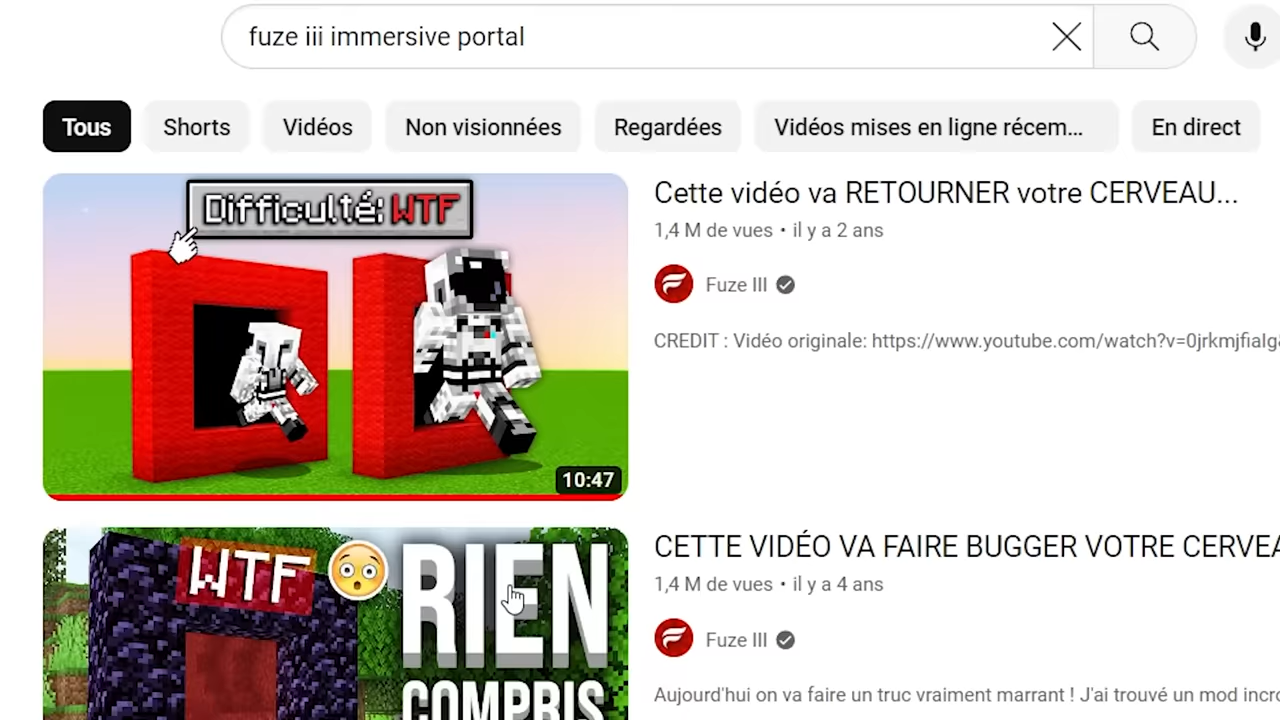 fuze iii immersive portal
Tous
Shorts
Vidéos
Non visionnées
Regardées
Vidéos mises en ligne récem...
En direct
Difficulté: WTF
10:47
Cette vidéo va RETOURNER votre CERVEAU...
1,4 M de vues • il y a 2 ans
Fuze III
CREDIT : Vidéo originale: https://www.youtube.com/watch?v=0jrkmjfialg
WTF
RIEN
COMPRIS
CETTE VIDÉO VA FAIRE BUGGER VOTRE CERVEA
1,4 M de vues • il y a 4 ans
Fuze III
Aujourd'hui on va faire un truc vraiment marrant ! J'ai trouvé un mod incr